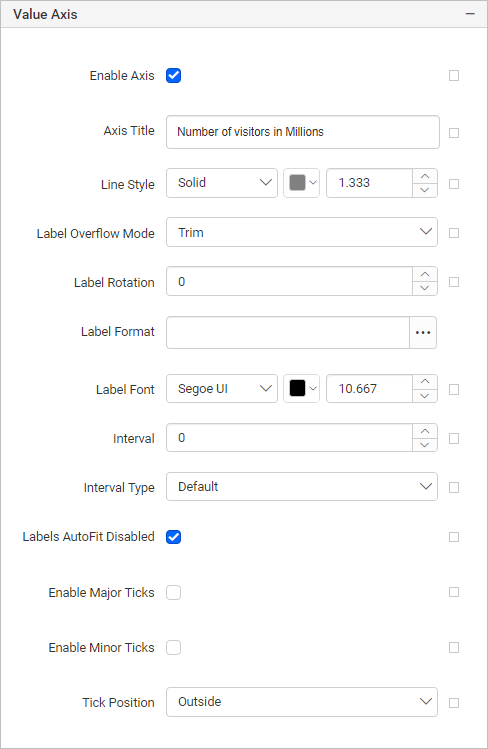 Value Axis
Enable Axis
Axis Title Number of visitors in Millions
Line Style Solid 1.333
Label Overflow Mode Trim
Label Rotation 0
Label Format ...
Label Font Segoe UI 10.667
Interval 0
Interval Type Default
Labels AutoFit Disabled
Enable Major Ticks
Enable Minor Ticks
Tick Position Outside